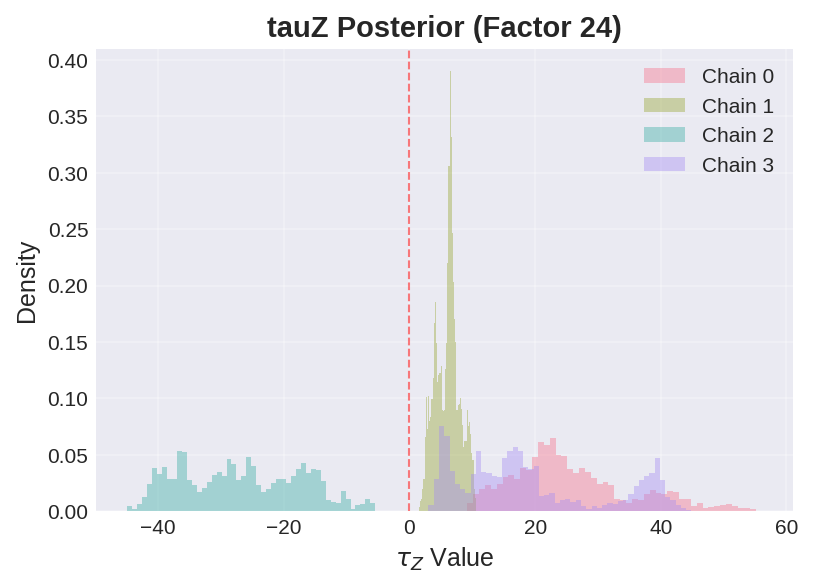 tauZ Posterior (Factor 24)
Chain 0
Chain 1
Chain 2
Chain 3
0.40
0.35
0.30
0.25
0.20
0.15
0.10
0.05
0.00
Density
−40
−20
0
20
40
60
τ_Z Value